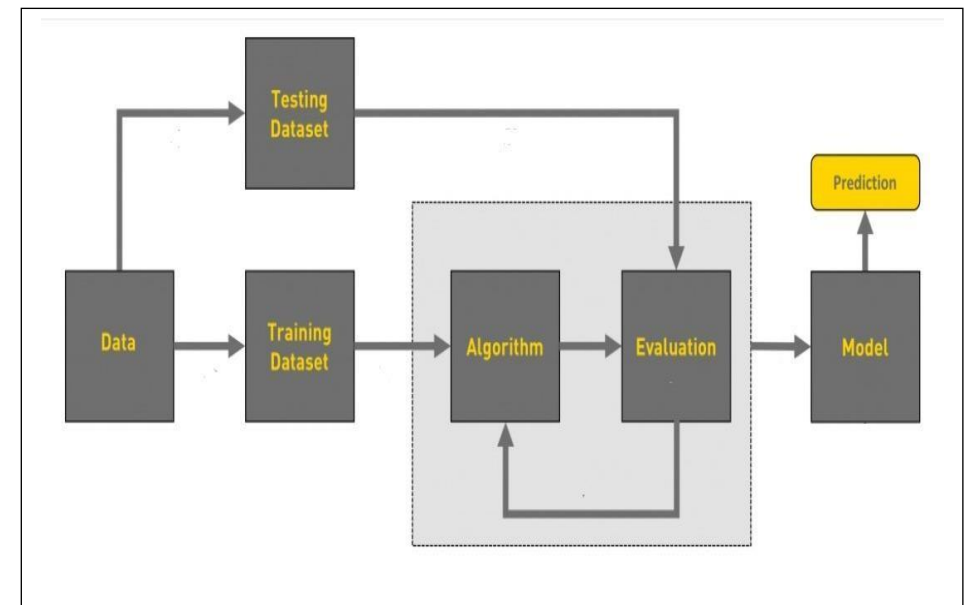 Testing
Dataset
Prediction
Data
Training
Dataset
Algorithm
Evaluation
Model